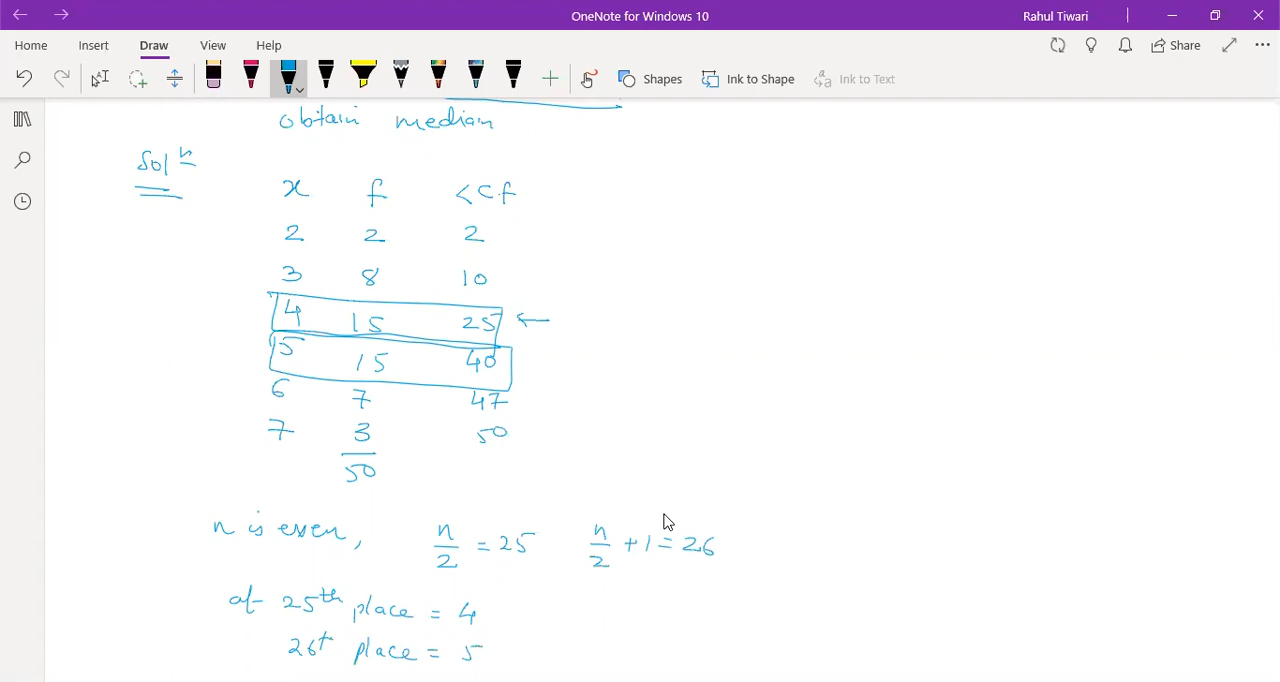 OneNote for Windows 10
Rahul Tiwari
Home Insert Draw View Help
Share
Shapes Ink to Shape Ink to Text
obtain median
Solⁿ
x f <cf
2 2 2
3 8 10
4 15 25 ←
5 15 40
6 7 47
7 3 50
50
n is even, n/2 = 25 n/2 + 1 = 26
at 25th place = 4
26th place = 5